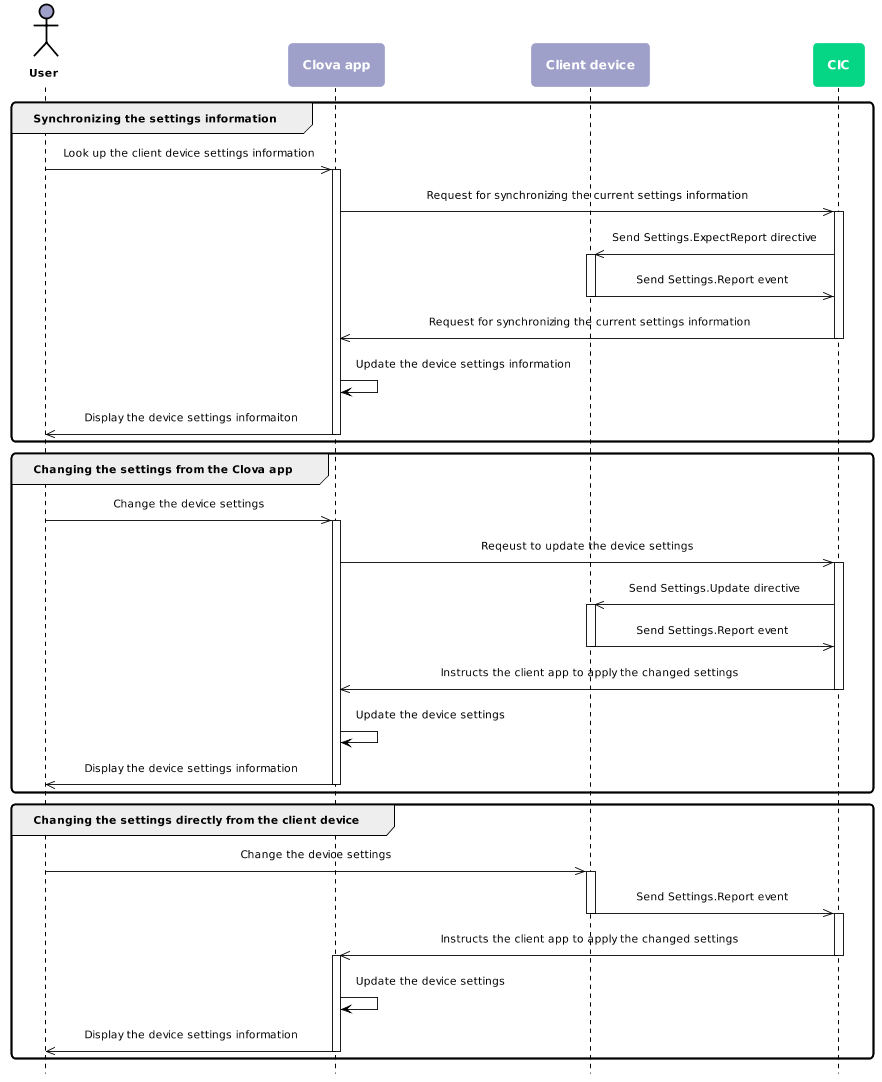 User
Clova app
Client device
CIC
Synchronizing the settings information
Look up the client device settings information
Request for synchronizing the current settings information
Send Settings.ExpectReport directive
Send Settings.Report event
Request for synchronizing the current settings information
Update the device settings information
Display the device settings informaiton
Changing the settings from the Clova app
Change the device settings
Reqeust to update the device settings
Send Settings.Update directive
Send Settings.Report event
Instructs the client app to apply the changed settings
Update the device settings
Display the device settings information
Changing the settings directly from the client device
Change the device settings
Send Settings.Report event
Instructs the client app to apply the changed settings
Update the device settings
Display the device settings information